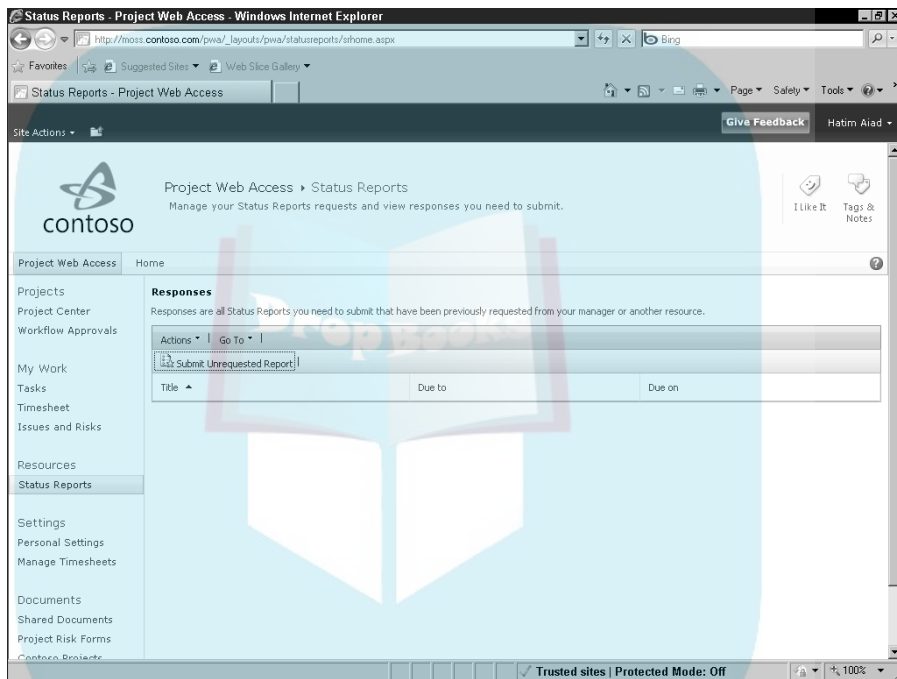 Status Reports - Project Web Access - Windows Internet Explorer
http://moss.contoso.com/pwa/_layouts/pwa/statusreports/srhome.aspx
Bing
Favorites Suggested Sites Web Slice Gallery
Status Reports - Project Web Access
Page Safety Tools
Site Actions
Give Feedback Hatim Aiad
contoso
Project Web Access Status Reports
Manage your Status Reports requests and view responses you need to submit.
I Like It
Tags & Notes
Project Web Access Home
Projects
Project Center
Workflow Approvals
My Work
Tasks
Timesheet
Issues and Risks
Resources
Status Reports
Settings
Personal Settings
Manage Timesheets
Documents
Shared Documents
Project Risk Forms
Contoso Projects
Responses
Responses are all Status Reports you need to submit that have been previously requested from your manager or another resource.
Actions Go To
Submit Unrequested Report
Title Due to Due on
DropBooks
Trusted sites | Protected Mode: Off 100%